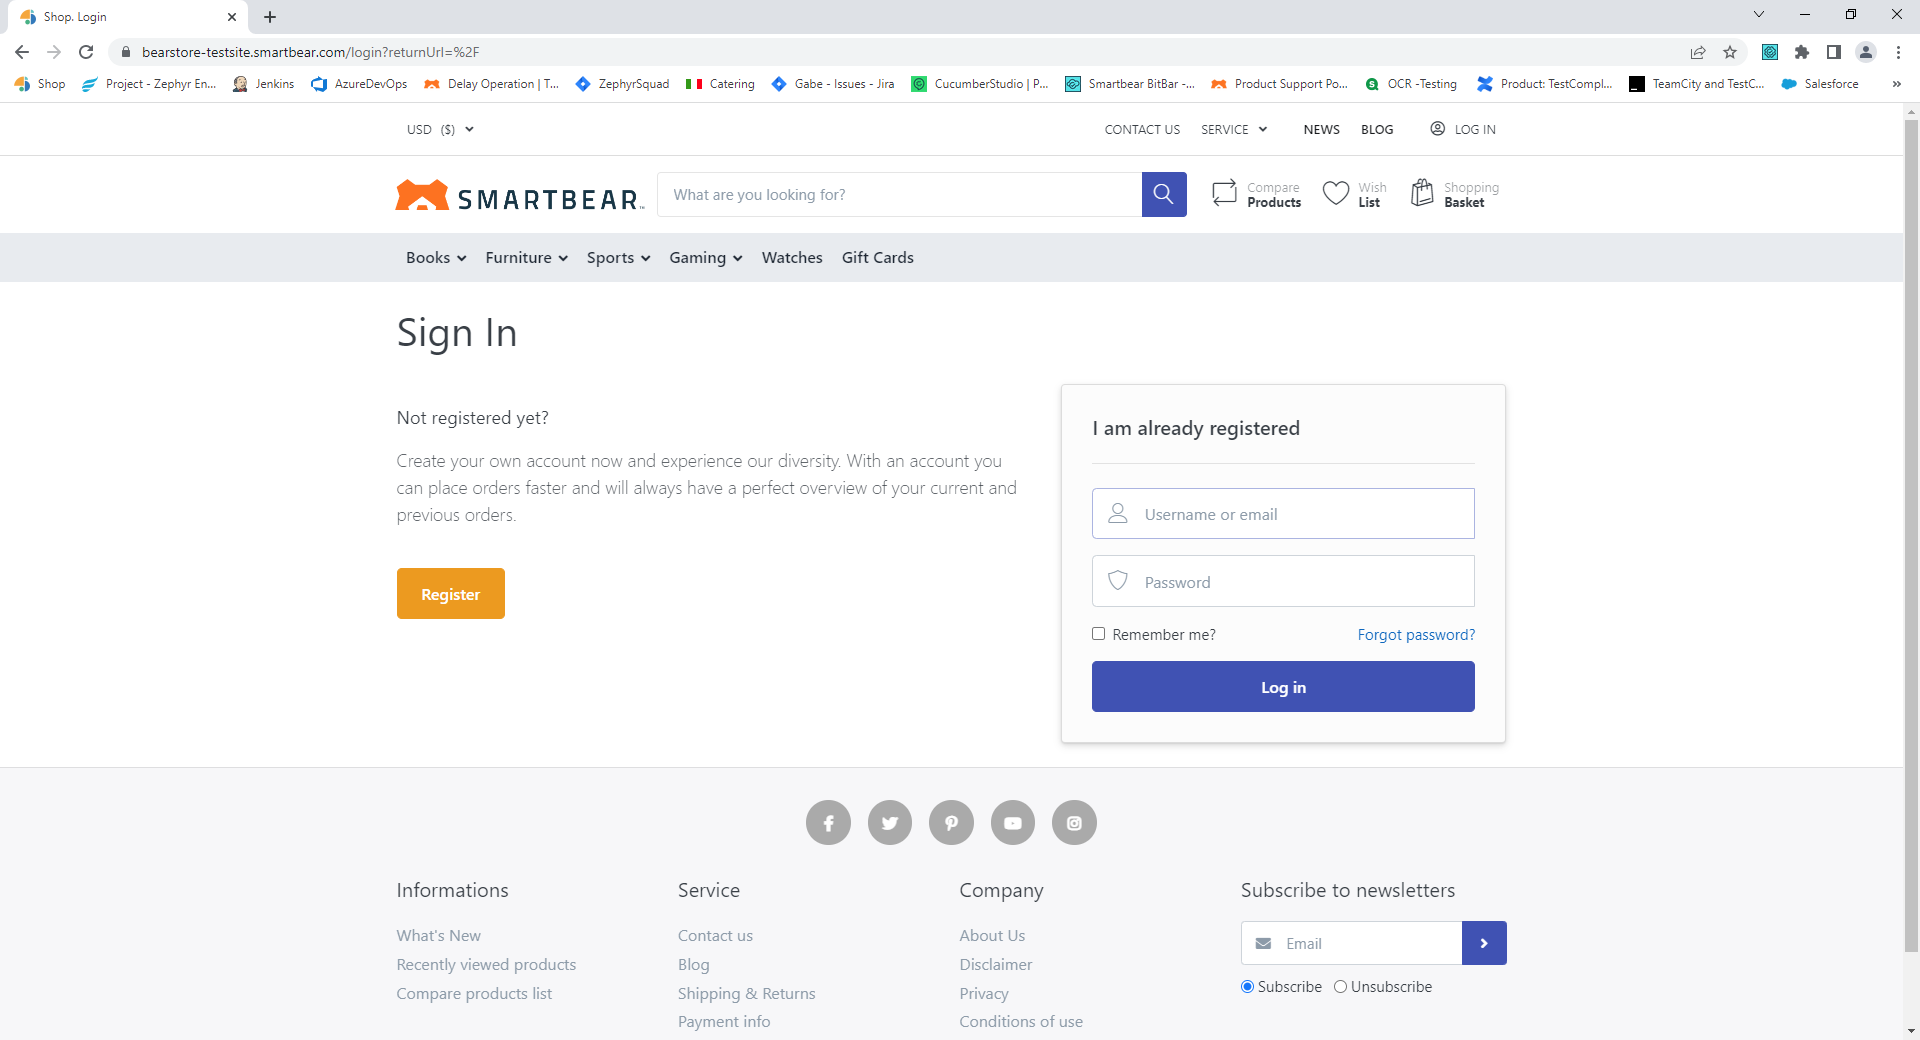 Shop. Login
bearstore-testsite.smartbear.com/login?returnUrl=%2F
Shop Project - Zephyr En... Jenkins AzureDevOps Delay Operation | T... ZephyrSquad Catering Gabe - Issues - Jira CucumberStudio | P... Smartbear BitBar -... Product Support Po... OCR -Testing Product: TestCompl... TeamCity and TestC... Salesforce »
USD ($) CONTACT US SERVICE NEWS BLOG LOG IN
SMARTBEAR™ What are you looking for? Compare Products Wish List Shopping Basket
Books Furniture Sports Gaming Watches Gift Cards
Sign In
Not registered yet?
Create your own account now and experience our diversity. With an account you
can place orders faster and will always have a perfect overview of your current and
previous orders.
Register
I am already registered
Username or email
Password
Remember me? Forgot password?
Log in
Informations
What's New
Recently viewed products
Compare products list
Service
Contact us
Blog
Shipping & Returns
Payment info
Company
About Us
Disclaimer
Privacy
Conditions of use
Subscribe to newsletters
Email
Subscribe Unsubscribe